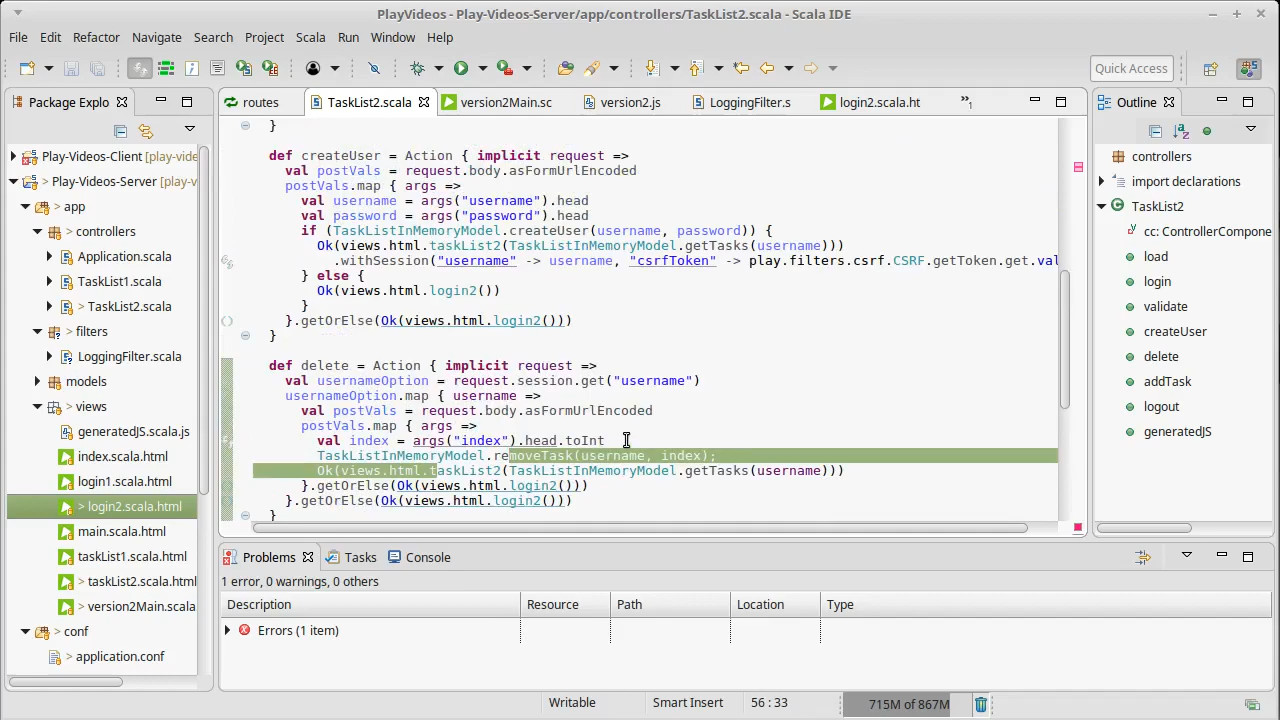 PlayVideos - Play-Videos-Server/app/controllers/TaskList2.scala - Scala IDE
File Edit Refactor Navigate Search Project Scala Run Window Help
Quick Access
Package Explo
routes
TaskList2.scala
version2Main.sc
version2.js
LoggingFilter.s
login2.scala.ht
»1
Outline
Play-Videos-Client [play-vide
Play-Videos-Server [play-v
app
controllers
Application.scala
TaskList1.scala
TaskList2.scala
filters
LoggingFilter.scala
models
> views
generatedJS.scala.js
index.scala.html
login1.scala.html
> login2.scala.html
main.scala.html
taskList1.scala.html
> taskList2.scala.html
> version2Main.scala
> conf
> application.conf
}
def createUser = Action { implicit request =>
val postVals = request.body.asFormUrlEncoded
postVals.map { args =>
val username = args("username").head
val password = args("password").head
if (TaskListInMemoryModel.createUser(username, password)) {
Ok(views.html.taskList2(TaskListInMemoryModel.getTasks(username)))
.withSession("username" -> username, "csrfToken" -> play.filters.csrf.CSRF.getToken.get.val
} else {
Ok(views.html.login2())
}
}.getOrElse(Ok(views.html.login2()))
}
def delete = Action { implicit request =>
val usernameOption = request.session.get("username")
usernameOption.map { username =>
val postVals = request.body.asFormUrlEncoded
postVals.map { args =>
val index = args("index").head.toInt
TaskListInMemoryModel.removeTask(username, index);
Ok(views.html.taskList2(TaskListInMemoryModel.getTasks(username)))
}.getOrElse(Ok(views.html.login2()))
}.getOrElse(Ok(views.html.login2()))
}
controllers
import declarations
TaskList2
cc: ControllerCompone
load
login
validate
createUser
delete
addTask
logout
generatedJS
Problems
Tasks
Console
1 error, 0 warnings, 0 others
Description Resource Path Location Type
Errors (1 item)
Writable Smart Insert 56 : 33 715M of 867M